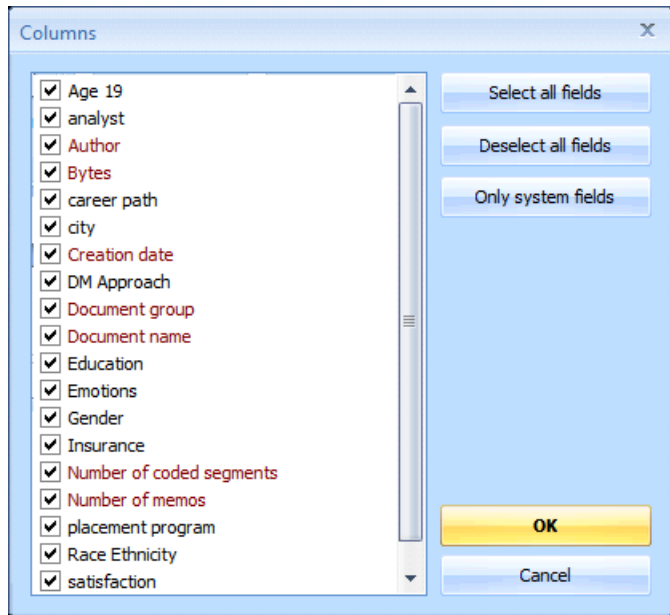 Columns
Age 19
analyst
Author
Bytes
career path
city
Creation date
DM Approach
Document group
Document name
Education
Emotions
Gender
Insurance
Number of coded segments
Number of memos
placement program
Race Ethnicity
satisfaction
Select all fields
Deselect all fields
Only system fields
OK
Cancel